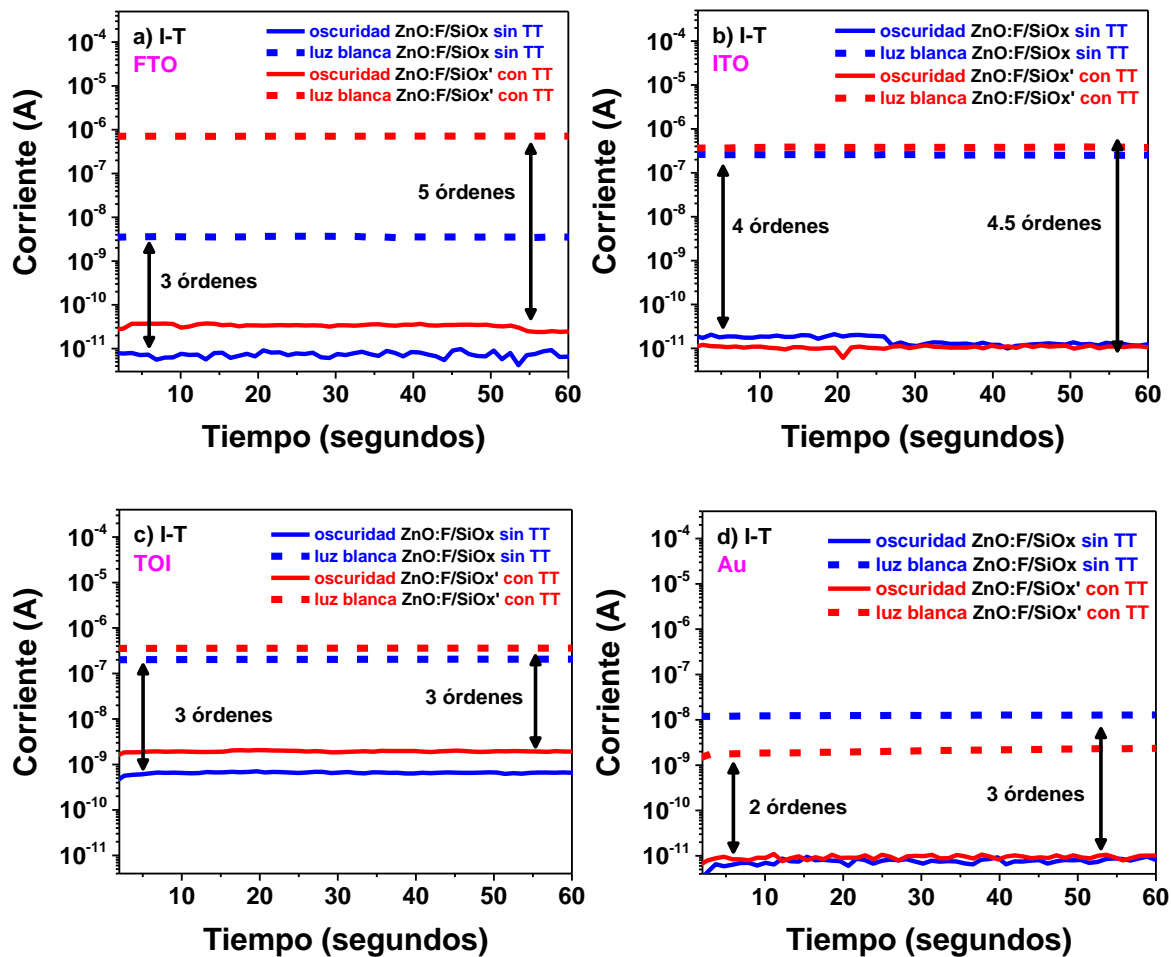 a) I-T
FTO
oscuridad ZnO:F/SiOx sin TT
luz blanca ZnO:F/SiOx sin TT
oscuridad ZnO:F/SiOx' con TT
luz blanca ZnO:F/SiOx' con TT
10⁻⁴
10⁻⁵
10⁻⁶
10⁻⁷
10⁻⁸
10⁻⁹
10⁻¹⁰
10⁻¹¹
Corriente (A)
5 órdenes
3 órdenes
10 20 30 40 50 60
Tiempo (segundos)
b) I-T
ITO
oscuridad ZnO:F/SiOx sin TT
luz blanca ZnO:F/SiOx sin TT
oscuridad ZnO:F/SiOx' con TT
luz blanca ZnO:F/SiOx' con TT
10⁻⁴
10⁻⁵
10⁻⁶
10⁻⁷
10⁻⁸
10⁻⁹
10⁻¹⁰
10⁻¹¹
Corriente (A)
4 órdenes
4.5 órdenes
10 20 30 40 50 60
Tiempo (segundos)
c) I-T
TOI
oscuridad ZnO:F/SiOx sin TT
luz blanca ZnO:F/SiOx sin TT
oscuridad ZnO:F/SiOx' con TT
luz blanca ZnO:F/SiOx' con TT
10⁻⁴
10⁻⁵
10⁻⁶
10⁻⁷
10⁻⁸
10⁻⁹
10⁻¹⁰
10⁻¹¹
Corriente (A)
3 órdenes
3 órdenes
10 20 30 40 50 60
Tiempo (segundos)
d) I-T
Au
oscuridad ZnO:F/SiOx sin TT
luz blanca ZnO:F/SiOx sin TT
oscuridad ZnO:F/SiOx' con TT
luz blanca ZnO:F/SiOx' con TT
10⁻⁴
10⁻⁵
10⁻⁶
10⁻⁷
10⁻⁸
10⁻⁹
10⁻¹⁰
10⁻¹¹
Corriente (A)
2 órdenes
3 órdenes
10 20 30 40 50 60
Tiempo (segundos)